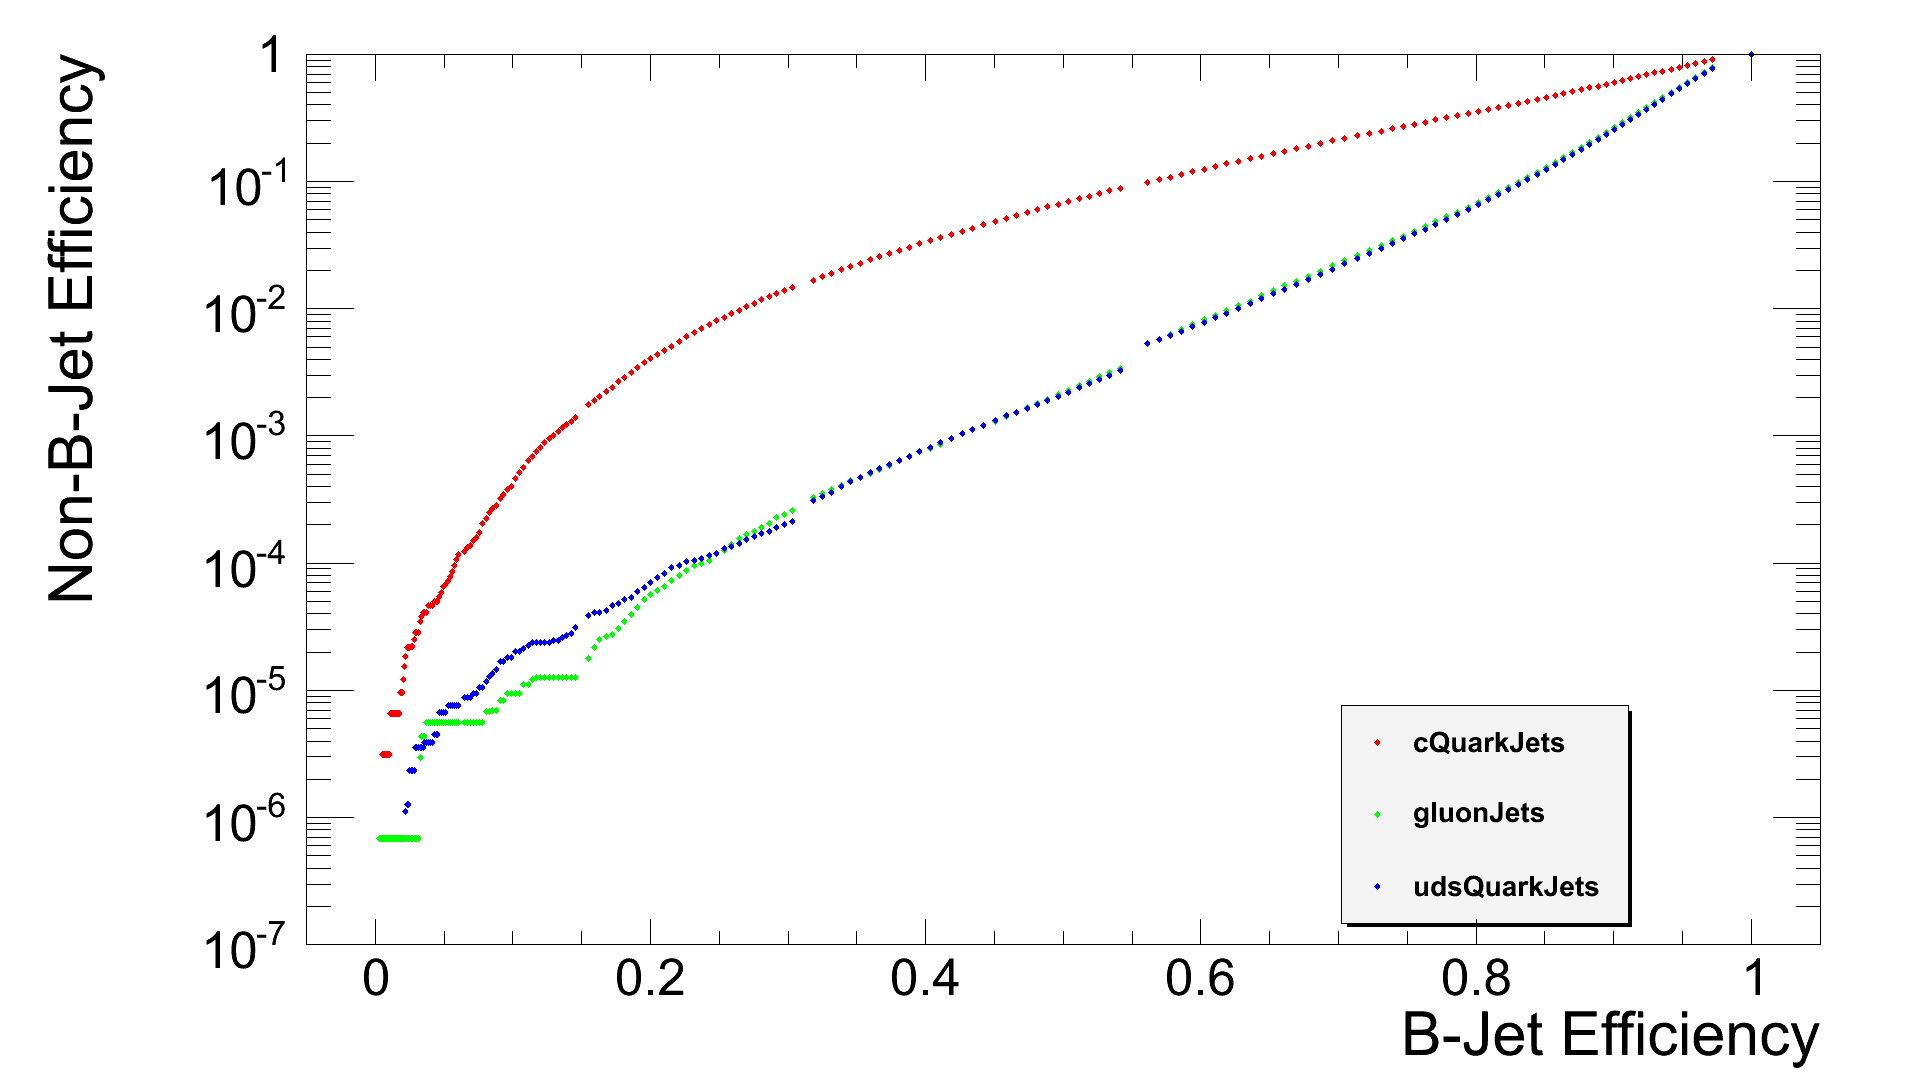 Non-B-Jet Efficiency
1
10-1
10-2
10-3
10-4
10-5
10-6
10-7
0 0.2 0.4 0.6 0.8 1
B-Jet Efficiency
cQuarkJets
gluonJets
udsQuarkJets